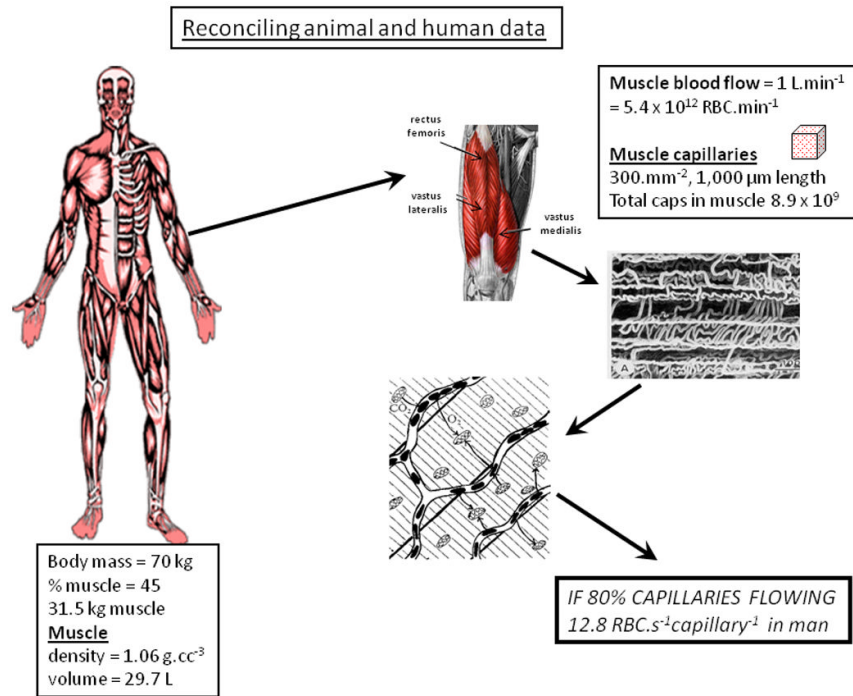 Reconciling animal and human data
Muscle blood flow = 1 L.min⁻¹
= 5.4 x 10¹² RBC.min⁻¹
Muscle capillaries
300.mm⁻², 1,000 µm length
Total caps in muscle 8.9 x 10⁹
rectus
femoris
vastus
lateralis
vastus
medialis
A
CO₂
O₂
Body mass = 70 kg
% muscle = 45
31.5 kg muscle
Muscle
density = 1.06 g.cc⁻³
volume = 29.7 L
IF 80% CAPILLARIES FLOWING
12.8 RBC.s⁻¹capillary⁻¹ in man